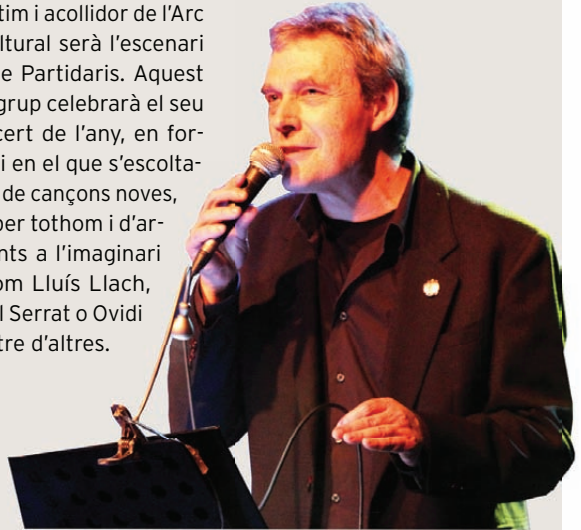 tim i acollidor de l'Arc
ltural serà l'escenari
e Partidaris. Aquest
grup celebrarà el seu
cert de l'any, en for-
i en el que s'escolta-
de cançons noves,
per tothom i d'ar-
nts a l'imaginari
om Lluís Llach,
l Serrat o Ovidi
tre d'altres.